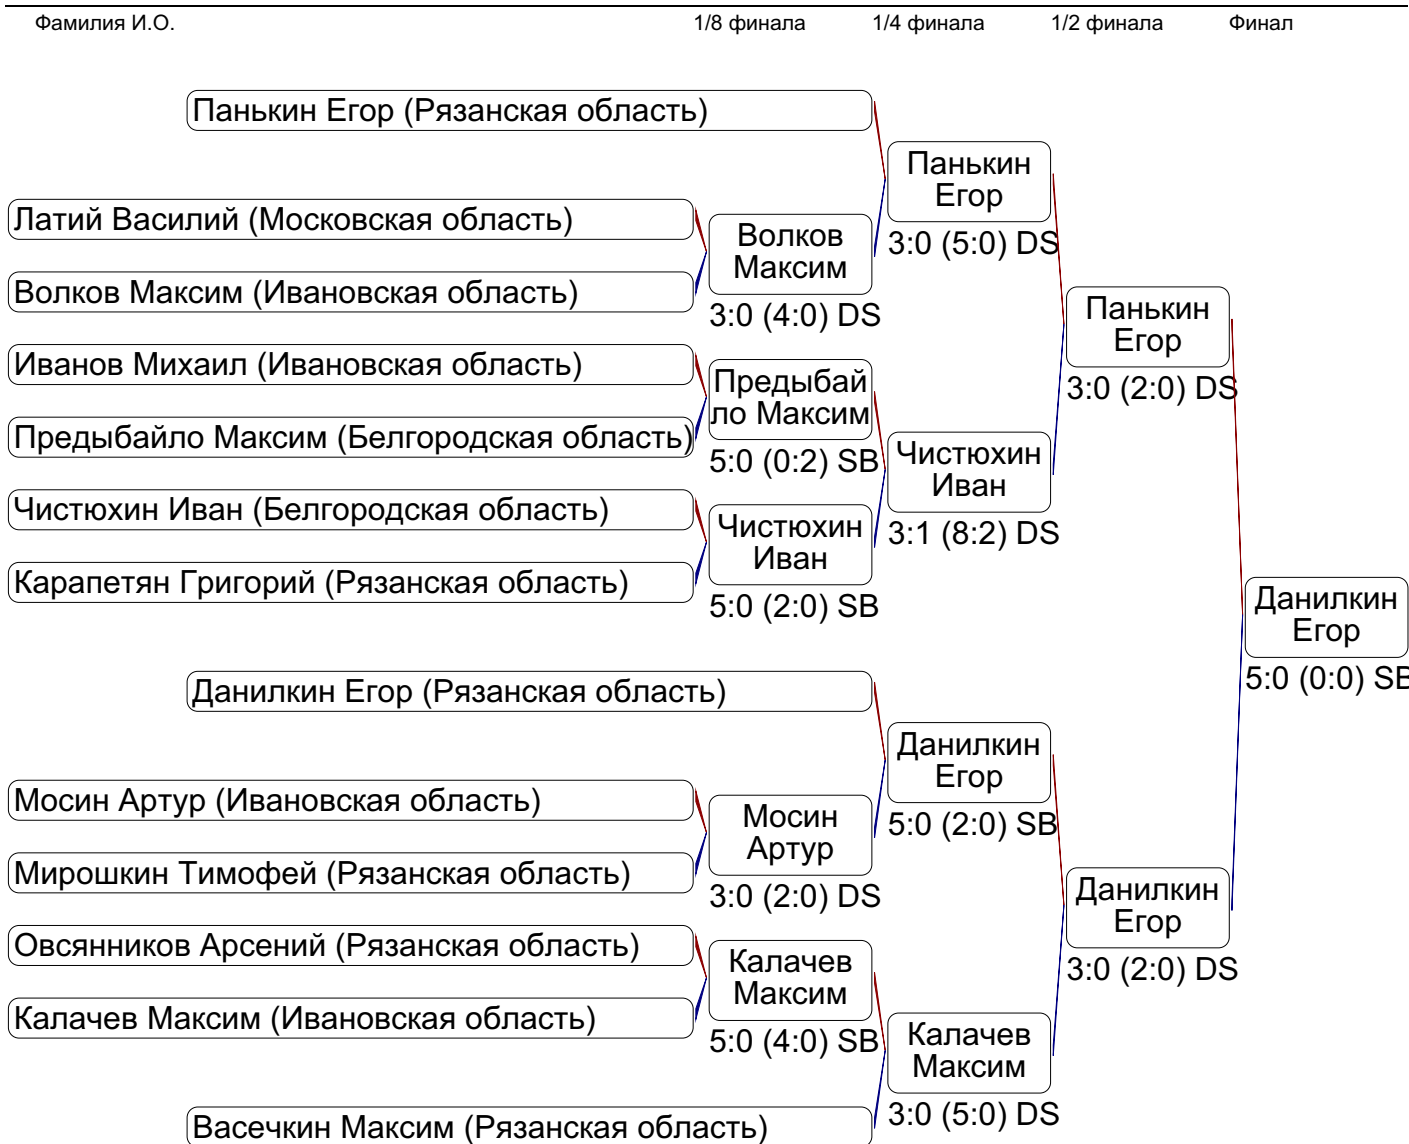 Фамилия И.О. 1/8 финала 1/4 финала 1/2 финала Финал
Панькин Егор (Рязанская область)
Панькин
Егор
3:0 (5:0) DS
Латий Василий (Московская область)
Волков
Максим
3:0 (4:0) DS
Волков Максим (Ивановская область)
Панькин
Егор
3:0 (2:0) DS
Иванов Михаил (Ивановская область)
Предыбай
ло Максим
5:0 (0:2) SB
Предыбайло Максим (Белгородская область)
Чистюхин
Иван
3:1 (8:2) DS
Чистюхин Иван (Белгородская область)
Чистюхин
Иван
5:0 (2:0) SB
Карапетян Григорий (Рязанская область)
Данилкин
Егор
5:0 (0:0) SB
Данилкин Егор (Рязанская область)
Данилкин
Егор
5:0 (2:0) SB
Мосин Артур (Ивановская область)
Мосин
Артур
3:0 (2:0) DS
Мирошкин Тимофей (Рязанская область)
Данилкин
Егор
3:0 (2:0) DS
Овсянников Арсений (Рязанская область)
Калачев
Максим
5:0 (4:0) SB
Калачев Максим (Ивановская область)
Калачев
Максим
3:0 (5:0) DS
Васечкин Максим (Рязанская область)